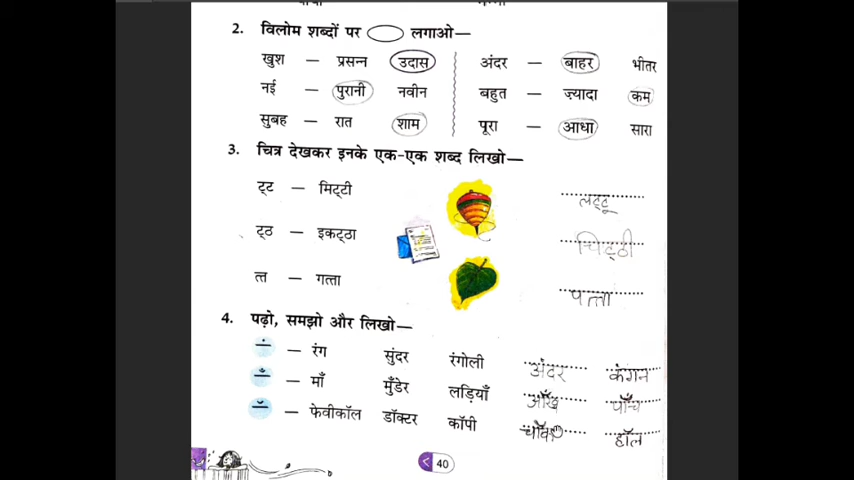 2. विलोम शब्दों पर लगाओ—
खुश — प्रसन्न उदास अंदर — बाहर भीतर
नई — पुरानी नवीन बहुत — ज़्यादा कम
सुबह — रात शाम पूरा — आधा सारा
3. चित्र देखकर इनके एक-एक शब्द लिखो—
ट्ट — मिट्टी लट्टू
ट्ठ — इकट्ठा चिट्ठी
त्त — गत्ता पत्ता
4. पढ़ो, समझो और लिखो—
ं — रंग सुंदर रंगोली अंदर कंगन
ँ — माँ मुँडेर लड़ियाँ आँख पाँच
ॅ — फेवीकॉल डॉक्टर कॉपी चॉक हॉल
< 40